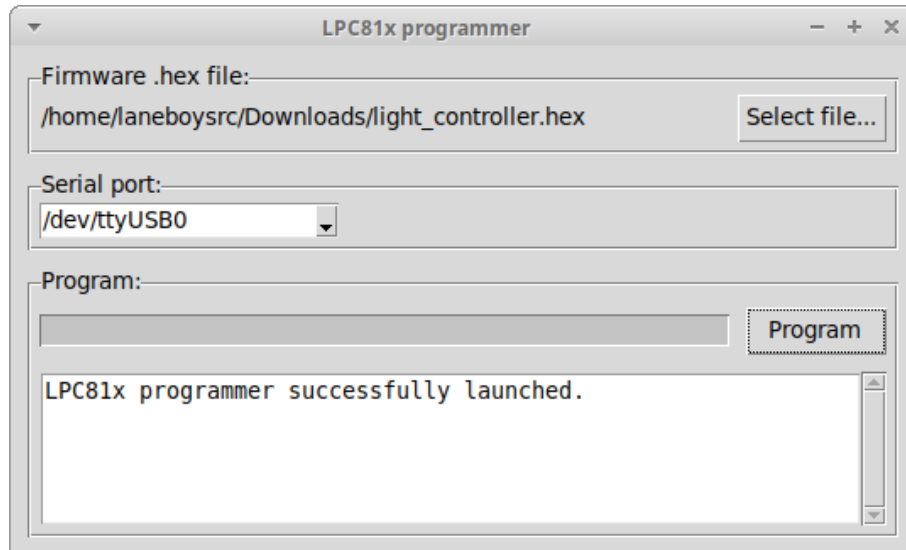 LPC81x programmer
Firmware .hex file:
/home/laneboysrc/Downloads/light_controller.hex
Select file...
Serial port:
/dev/ttyUSB0
Program:
Program
LPC81x programmer successfully launched.